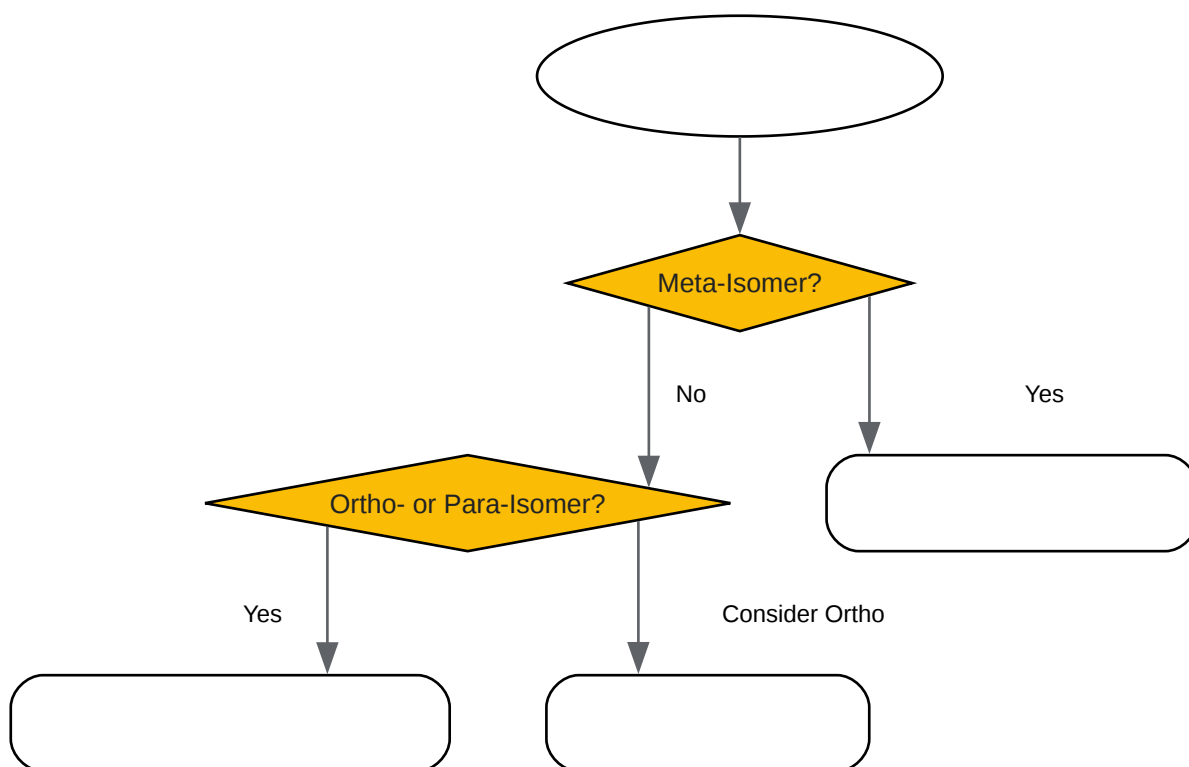 Meta-Isomer?
No
Yes
Ortho- or Para-Isomer?
Yes
Consider Ortho